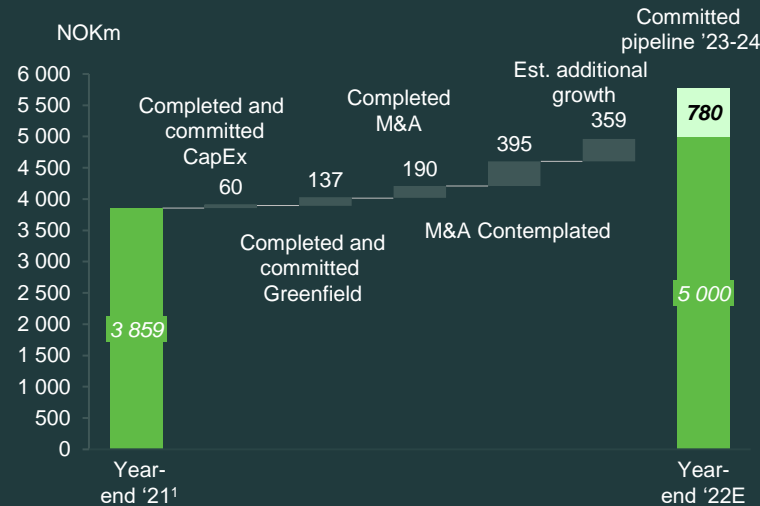 NOKm
Committed
pipeline ’23-24
6 000
5 500
5 000
4 500
4 000
3 500
3 000
2 500
2 000
1 500
1 000
500
0
Completed and
committed
CapEx
60
Completed and
committed
Greenfield
137
Completed
M&A
190
M&A Contemplated
395
Est. additional
growth
359
780
3 859
5 000
Year-
end ‘21¹
Year-
end ’22E